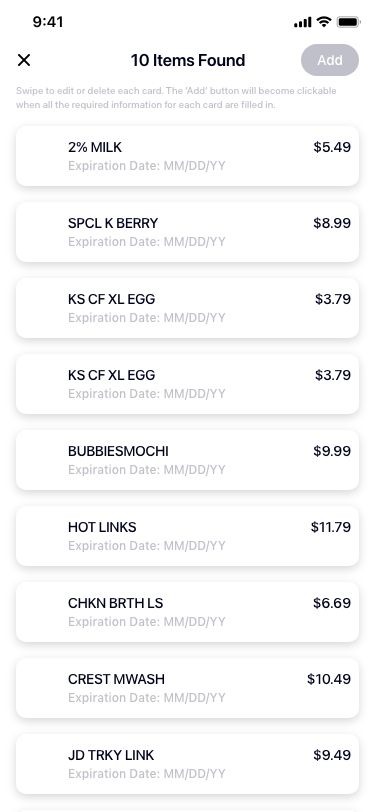 9:41
10 Items Found
Add
Swipe to edit or delete each card. The 'Add' button will become clickable
when all the required information for each card are filled in.
2% MILK $5.49
Expiration Date: MM/DD/YY
SPCL K BERRY $8.99
Expiration Date: MM/DD/YY
KS CF XL EGG $3.79
Expiration Date: MM/DD/YY
KS CF XL EGG $3.79
Expiration Date: MM/DD/YY
BUBBIESMOCHI $9.99
Expiration Date: MM/DD/YY
HOT LINKS $11.79
Expiration Date: MM/DD/YY
CHKN BRTH LS $6.69
Expiration Date: MM/DD/YY
CREST MWASH $10.49
Expiration Date: MM/DD/YY
JD TRKY LINK $9.49
Expiration Date: MM/DD/YY